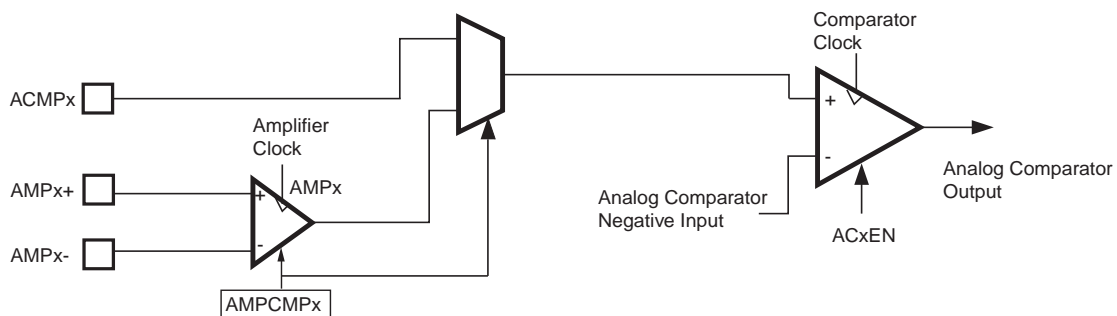 Comparator
Clock
ACMPx
+
Amplifier
Clock
-
Analog Comparator
Output
AMPx+
AMPx
+
Analog Comparator
Negative Input
AMPx-
-
ACxEN
AMPCMPx